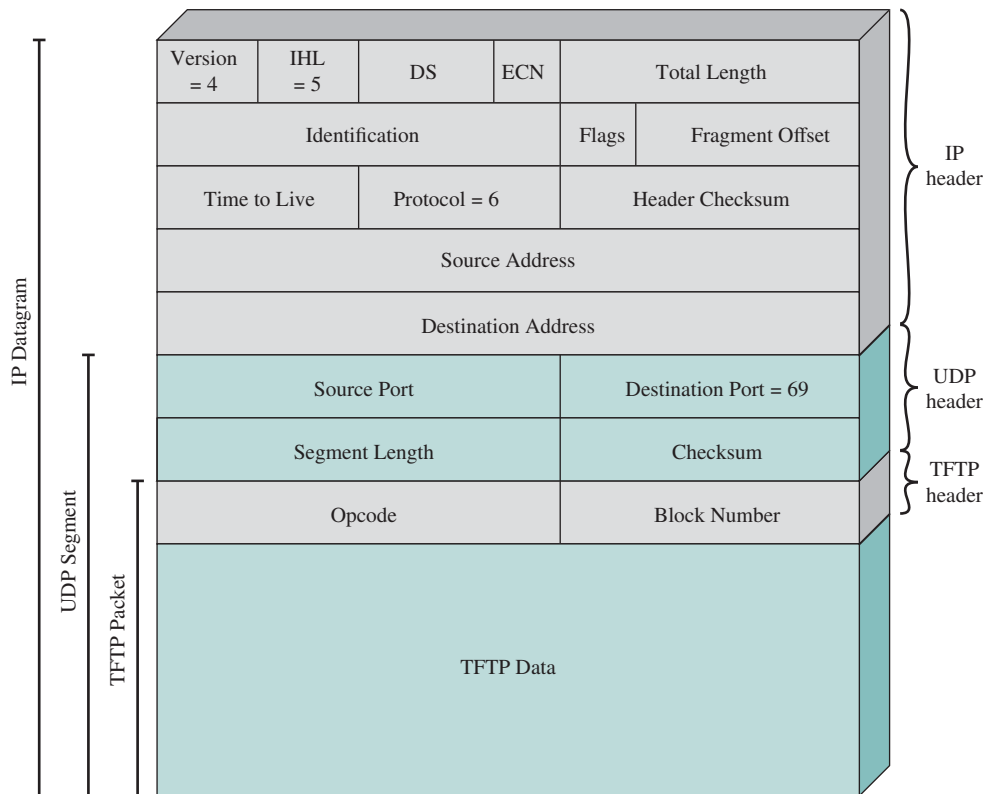 Version
= 4
IHL
= 5
DS
ECN
Total Length
Identification
Flags
Fragment Offset
Time to Live
Protocol = 6
Header Checksum
Source Address
Destination Address
Source Port
Destination Port = 69
Segment Length
Checksum
Opcode
Block Number
TFTP Data
IP Datagram
UDP Segment
TFTP Packet
IP
header
UDP
header
TFTP
header